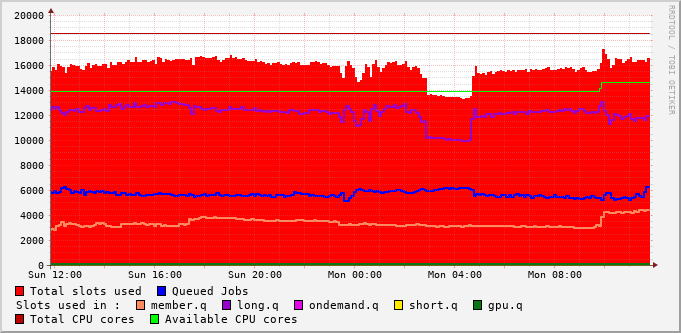 RRDTOOL / TOBI OETIKER
20000
18000
16000
14000
12000
10000
8000
6000
4000
2000
0
Sun 12:00 Sun 16:00 Sun 20:00 Mon 00:00 Mon 04:00 Mon 08:00
Total slots used Queued Jobs
Slots used in : member.q long.q ondemand.q short.q gpu.q
Total CPU cores Available CPU cores